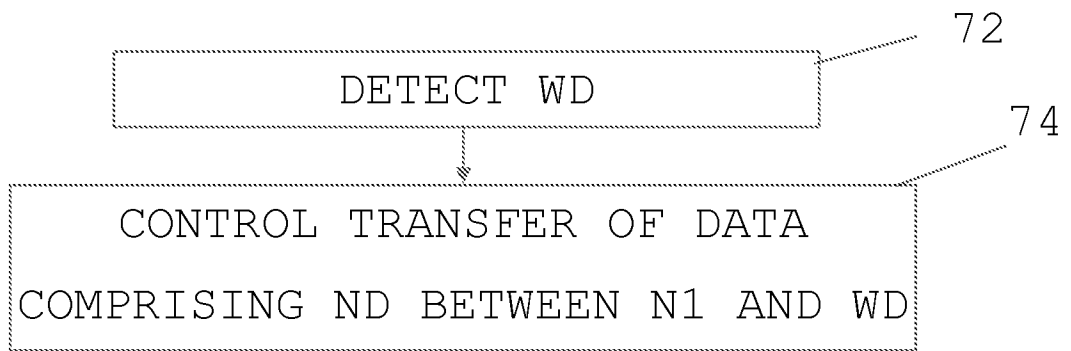 72
DETECT WD
74
CONTROL TRANSFER OF DATA
COMPRISING ND BETWEEN N1 AND WD